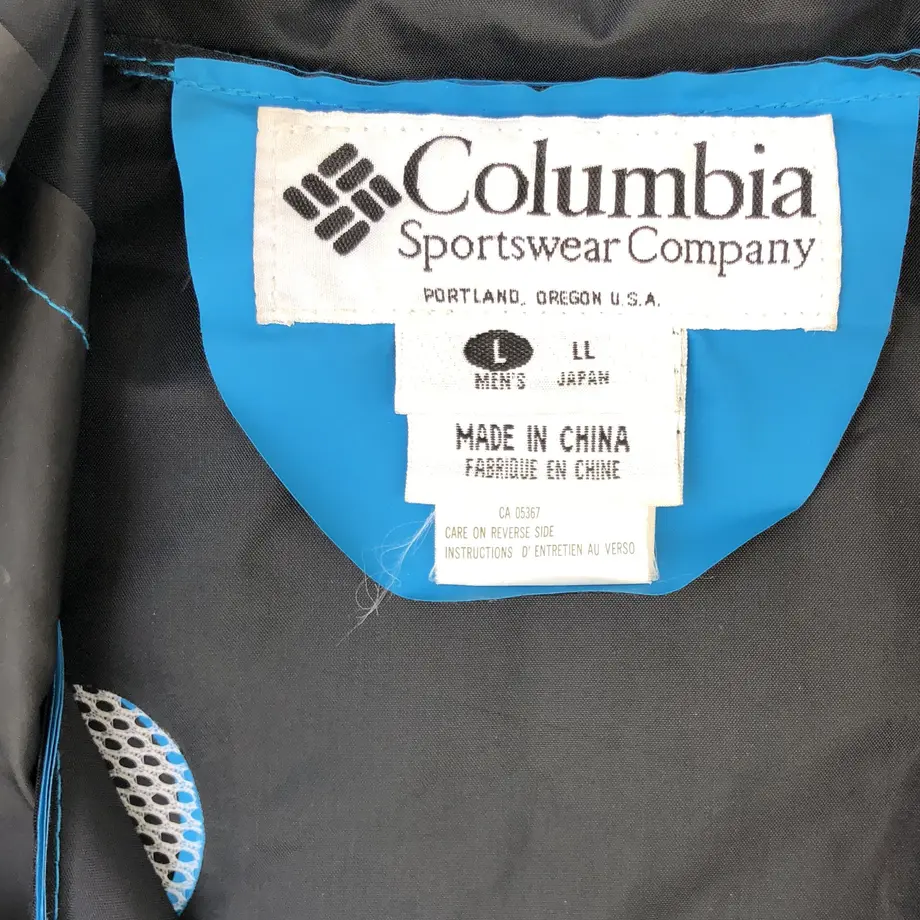 Columbia
Sportswear Company
PORTLAND, OREGON U.S.A.
L LL
MEN'S JAPAN
MADE IN CHINA
FABRIQUE EN CHINE
CA 05367
CARE ON REVERSE SIDE
INSTRUCTIONS D'ENTRETIEN AU VERSO